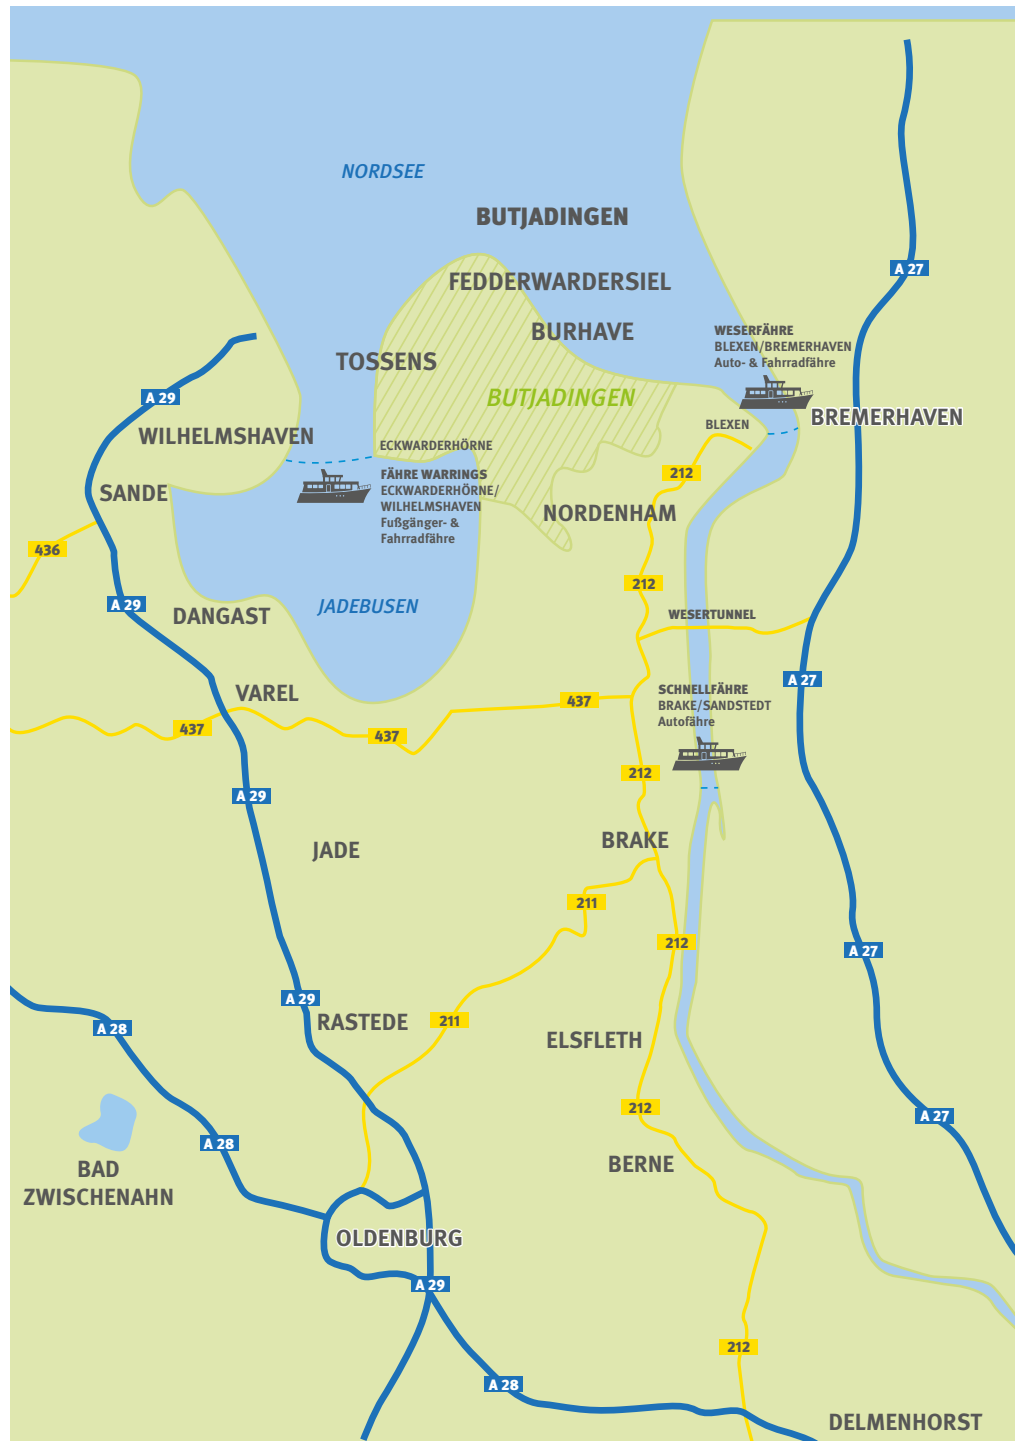 NORDSEE
BUTJADINGEN
A 27
FEDDERWARDERSIEL
BURHAVE
WESERFÄHRE
BLEXEN/BREMERHAVEN
Auto- & Fahrradfähre
TOSSENS
A 29
BUTJADINGEN
BREMERHAVEN
BLEXEN
WILHELMSHAVEN
ECKWARDERHÖRNE
FÄHRE WARRINGS
ECKWARDERHÖRNE/
WILHELMSHAVEN
Fußgänger- &
Fahrradfähre
212
SANDE
NORDENHAM
436
212
A 29
JADEBUSEN
DANGAST
WESERTUNNEL
A 27
SCHNELLFÄHRE
BRAKE/SANDSTEDT
Autofähre
VAREL
437
437
437
212
A 29
BRAKE
JADE
211
212
A 27
A 29
RASTEDE
211
A 28
ELSFLETH
212
A 27
A 28
BERNE
BAD
ZWISCHENAHN
OLDENBURG
A 29
212
A 28
DELMENHORST